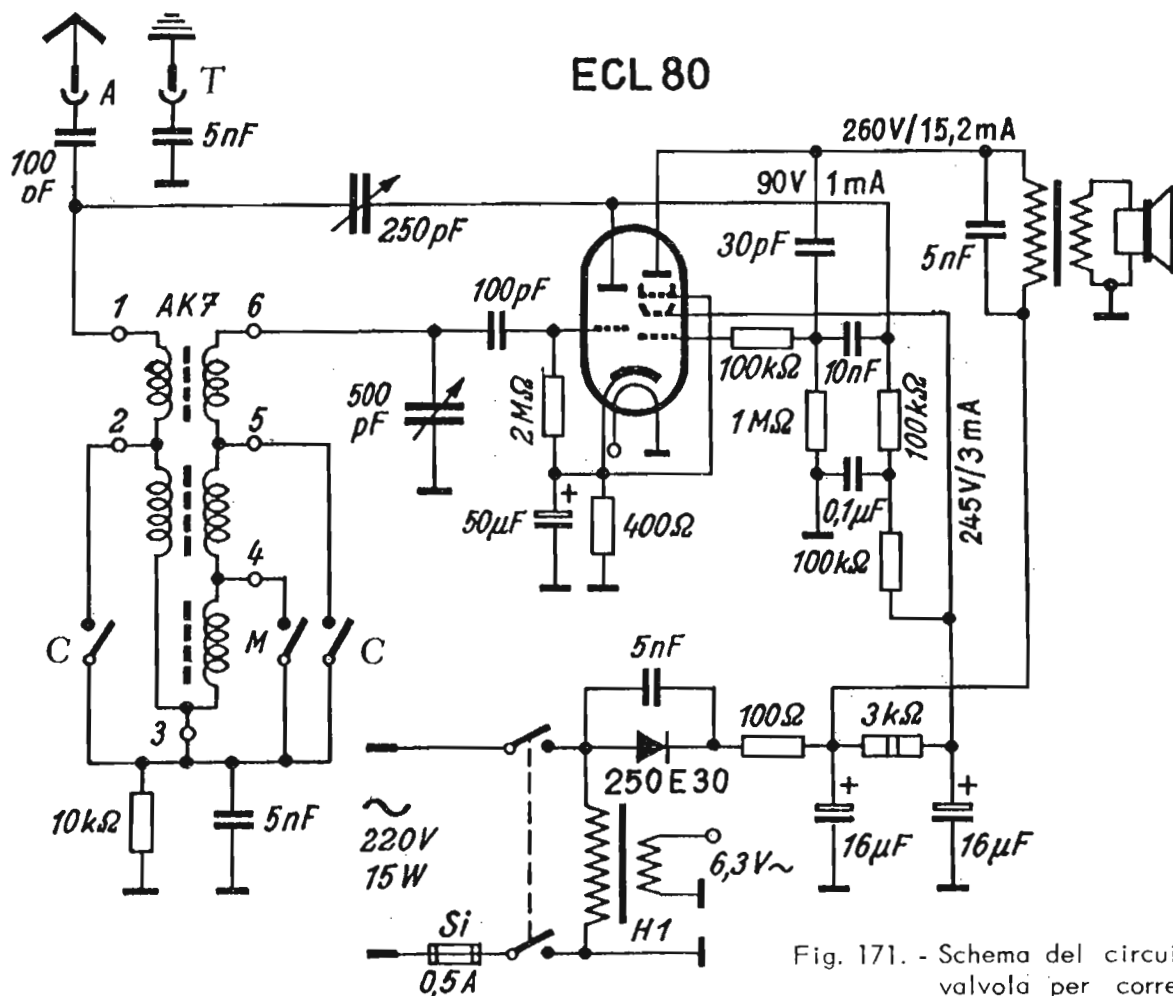 ECL 80
A
T
100 pF
5nF
250pF
260V/15,2mA
90V 1mA
30pF
5nF
1
AK7
6
100pF
2
5
500 pF
2MΩ
100kΩ
10nF
1MΩ
100kΩ
245V/3mA
50µF
+
400Ω
0,1µF
100kΩ
4
C
M
C
3
10kΩ
5nF
5nF
250E30
100Ω
3kΩ
+
16µF
+
16µF
220V
15W
6,3V~
H1
Si
0,5A
Fig. 171. - Schema del circui
valvola per corre